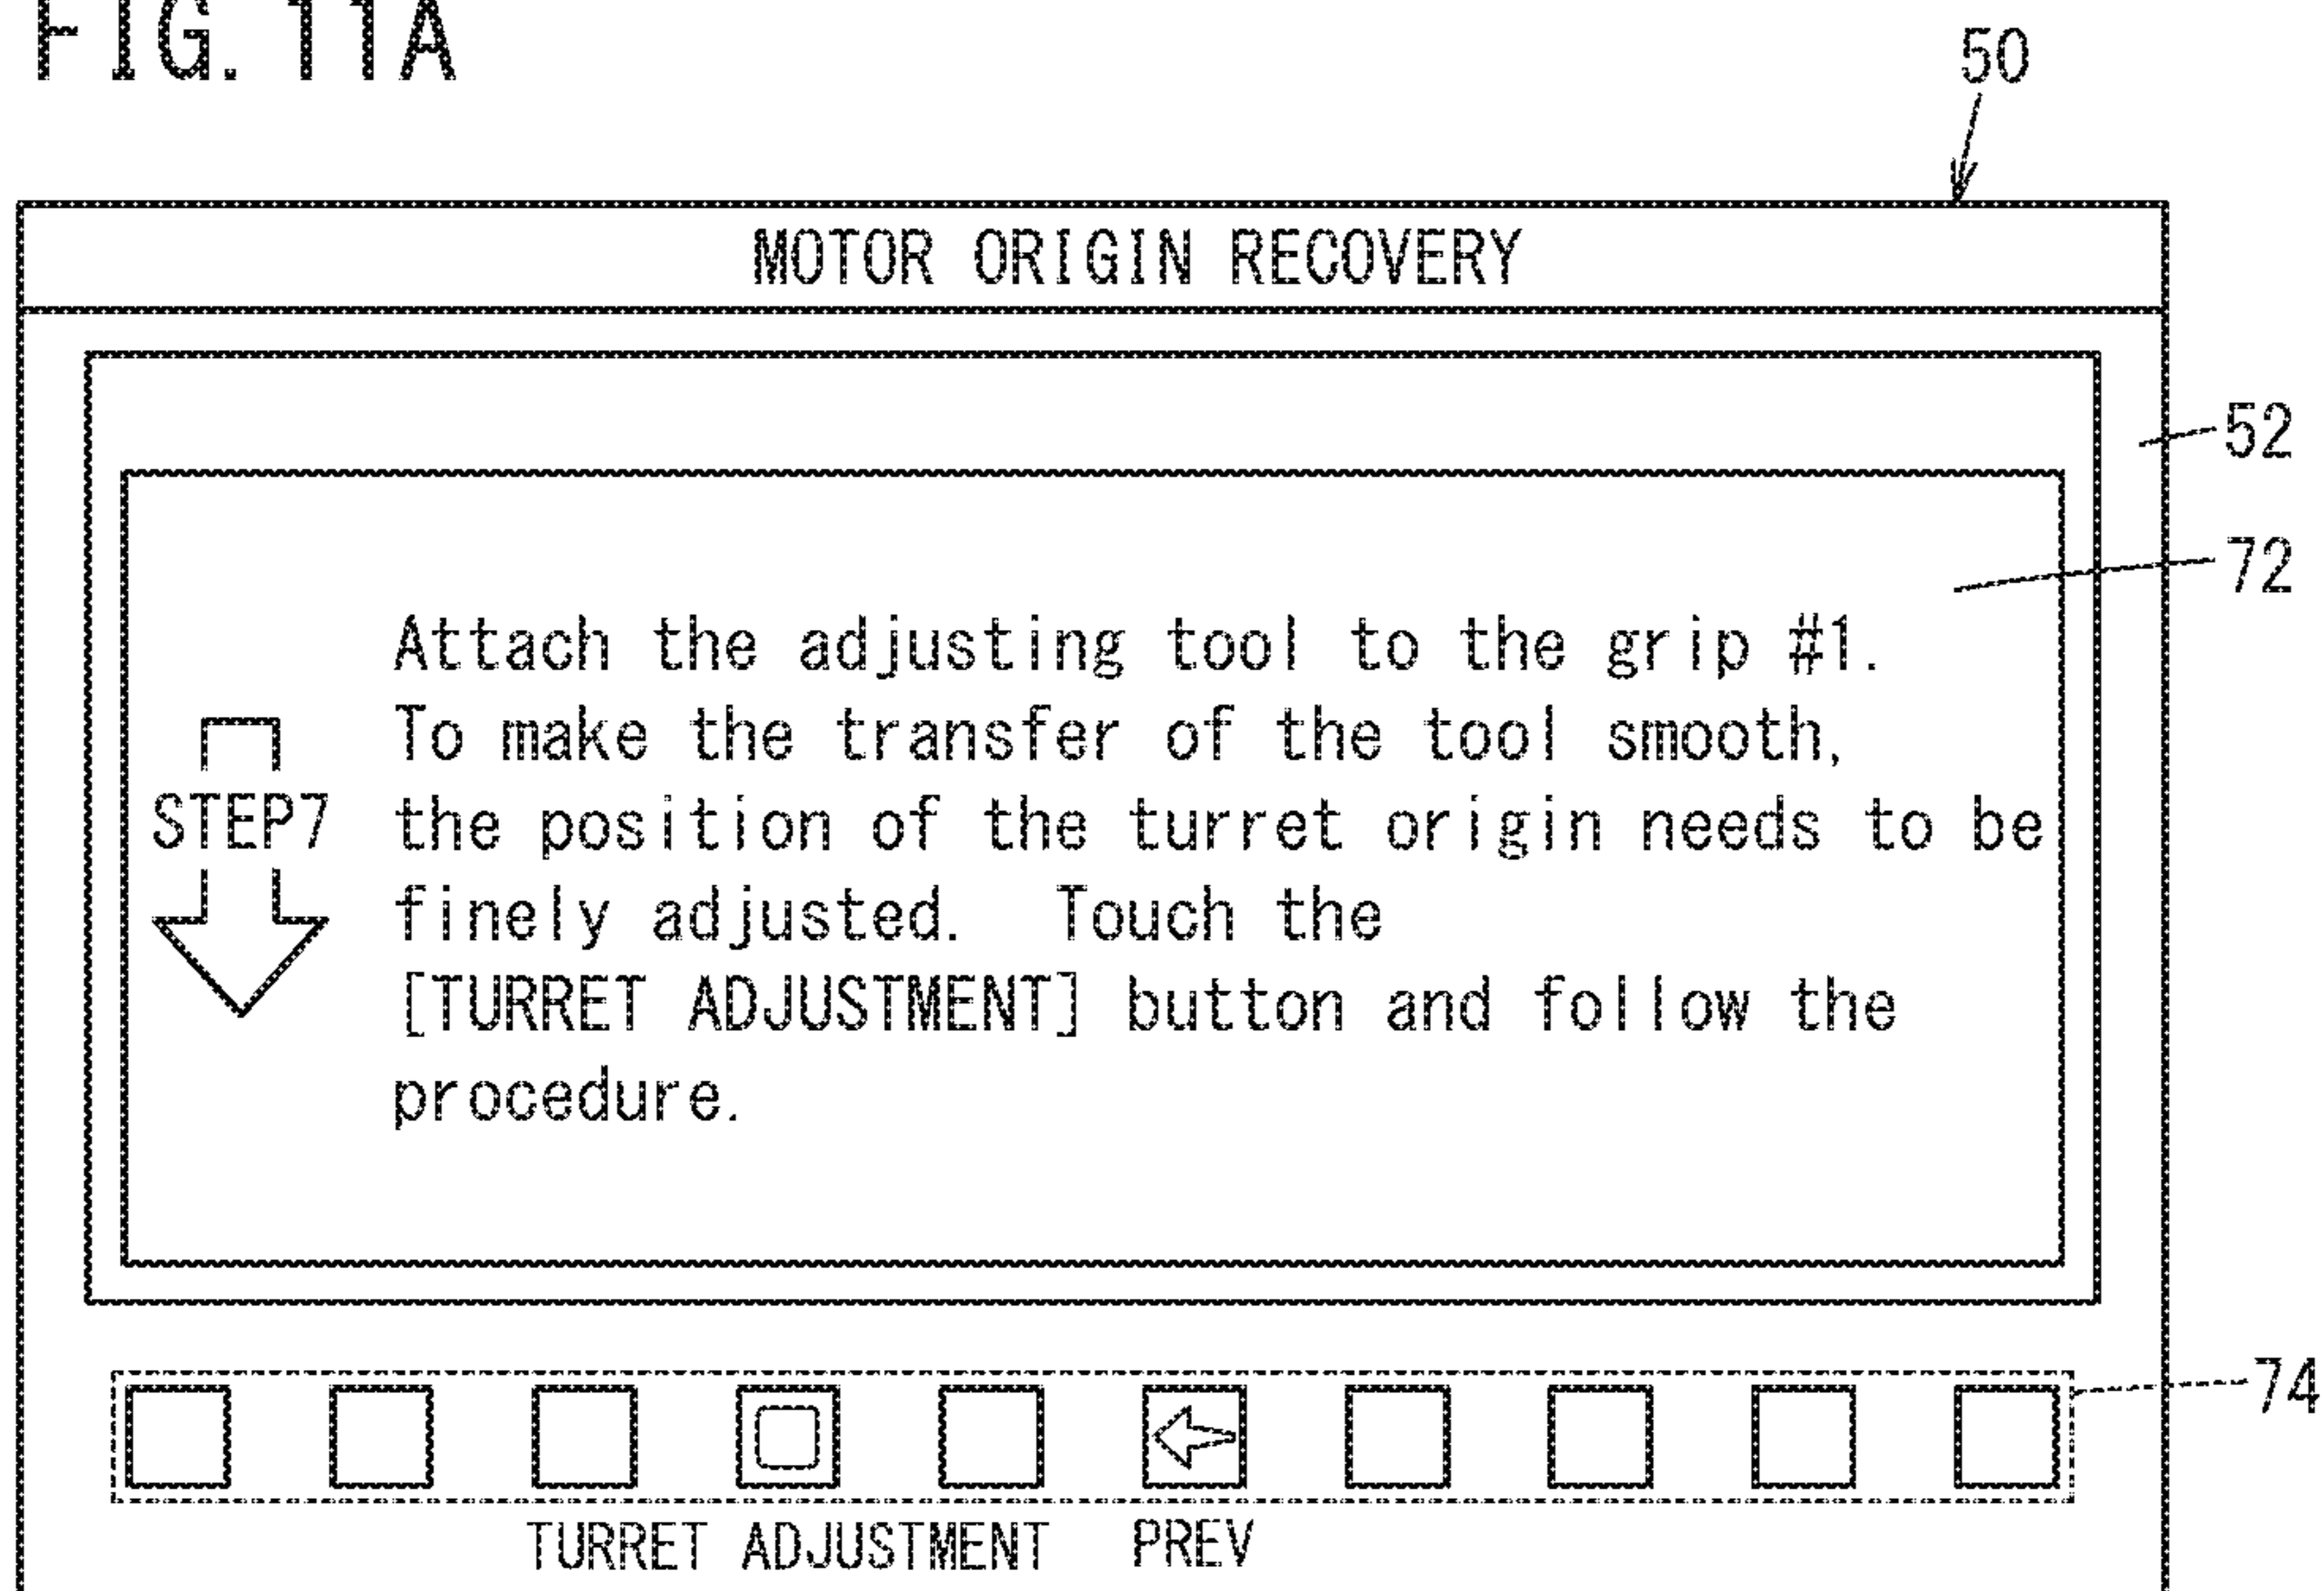 FIG. 11A
50
MOTOR ORIGIN RECOVERY
52
72
Attach the adjusting tool to the grip #1.
To make the transfer of the tool smooth,
STEP7
the position of the turret origin needs to be
finely adjusted. Touch the
[TURRET ADJUSTMENT] button and follow the
procedure.
74
TURRET ADJUSTMENT PREV